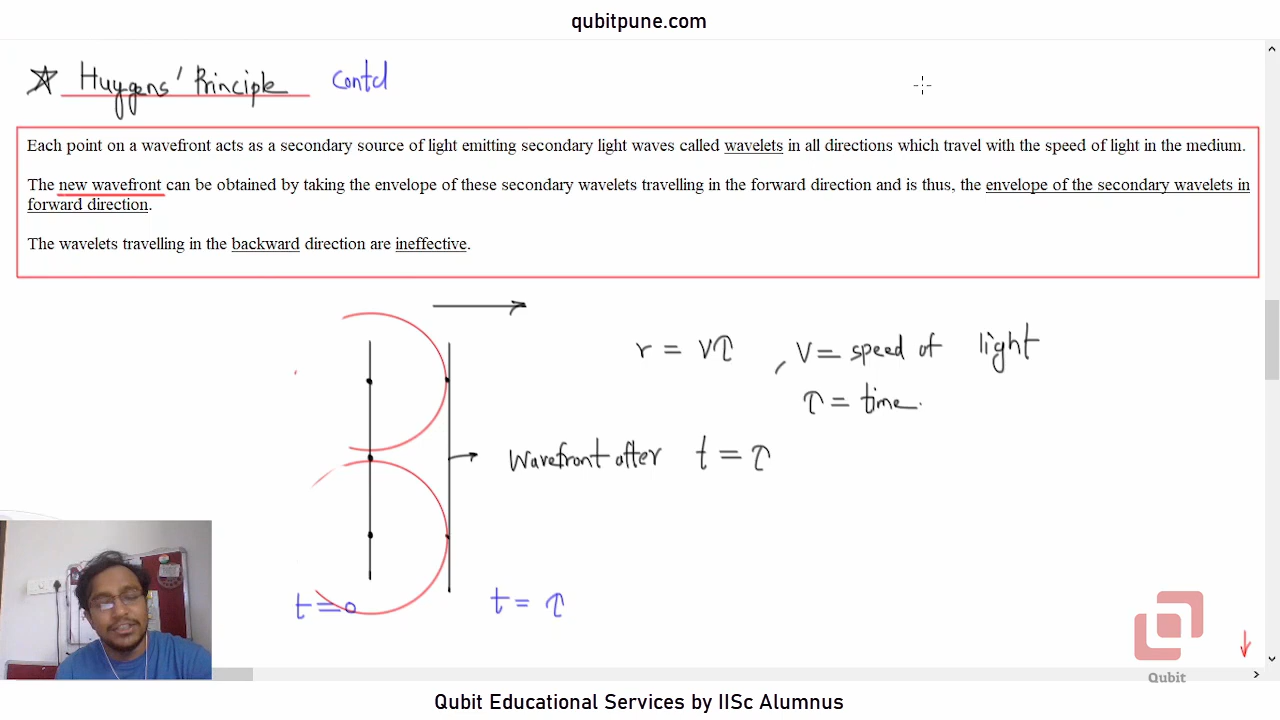 qubitpune.com
Huygens' Principle contd
Each point on a wavefront acts as a secondary source of light emitting secondary light waves called wavelets in all directions which travel with the speed of light in the medium.
The new wavefront can be obtained by taking the envelope of these secondary wavelets travelling in the forward direction and is thus, the envelope of the secondary wavelets in
forward direction.
The wavelets travelling in the backward direction are ineffective.
r = vτ , v = speed of light
τ = time.
Wavefront after t = τ
t = 0 t = τ
Qubit
Qubit Educational Services by IISc Alumnus